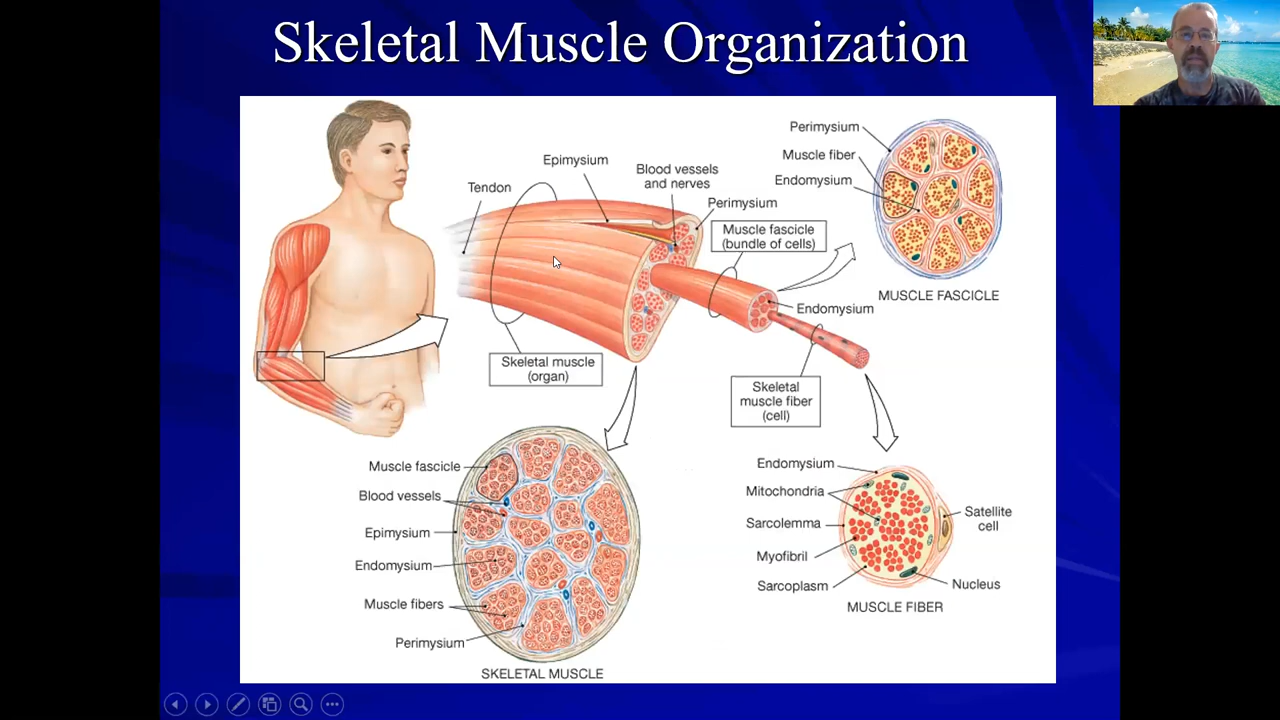 Skeletal Muscle Organization
Tendon
Epimysium
Blood vessels
and nerves
Perimysium
Muscle fascicle
(bundle of cells)
Endomysium
Skeletal muscle
(organ)
Skeletal
muscle fiber
(cell)
Perimysium
Muscle fiber
Endomysium
MUSCLE FASCICLE
Muscle fascicle
Blood vessels
Epimysium
Endomysium
Muscle fibers
Perimysium
SKELETAL MUSCLE
Endomysium
Mitochondria
Sarcolemma
Myofibril
Sarcoplasm
Satellite
cell
Nucleus
MUSCLE FIBER